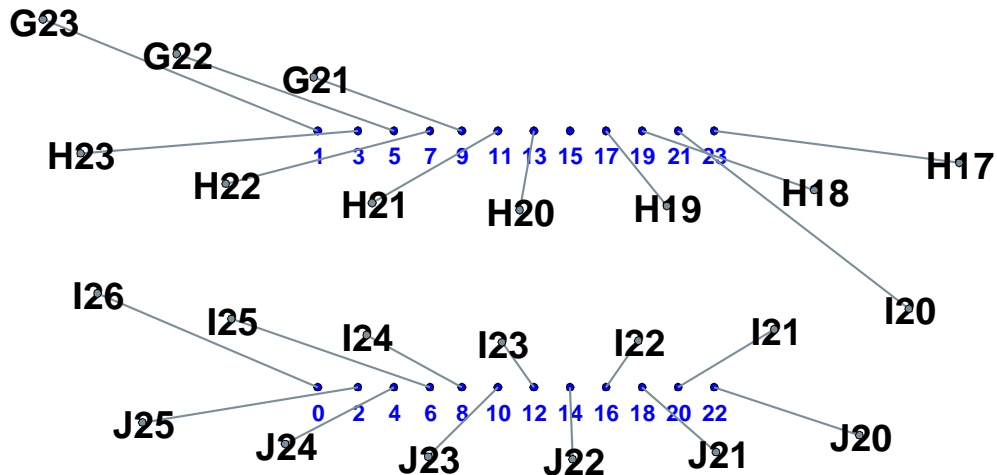 G23
G22
G21
1 3 5 7 9 11 13 15 17 19 21 23
H23
H22
H21
H20
H19
H18
H17
I26
I25
I24
I23
I22
I21
I20
0 2 4 6 8 10 12 14 16 18 20 22
J25
J24
J23
J22
J21
J20